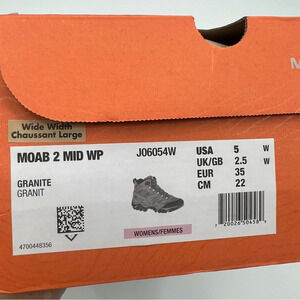 M
Wide Width
Chaussant Large
MOAB 2 MID WP J06054W
USA 5 W
UK/GB 2.5 W
EUR 35
CM 22
GRANITE
GRANIT
4700448356
WOMENS/FEMMES